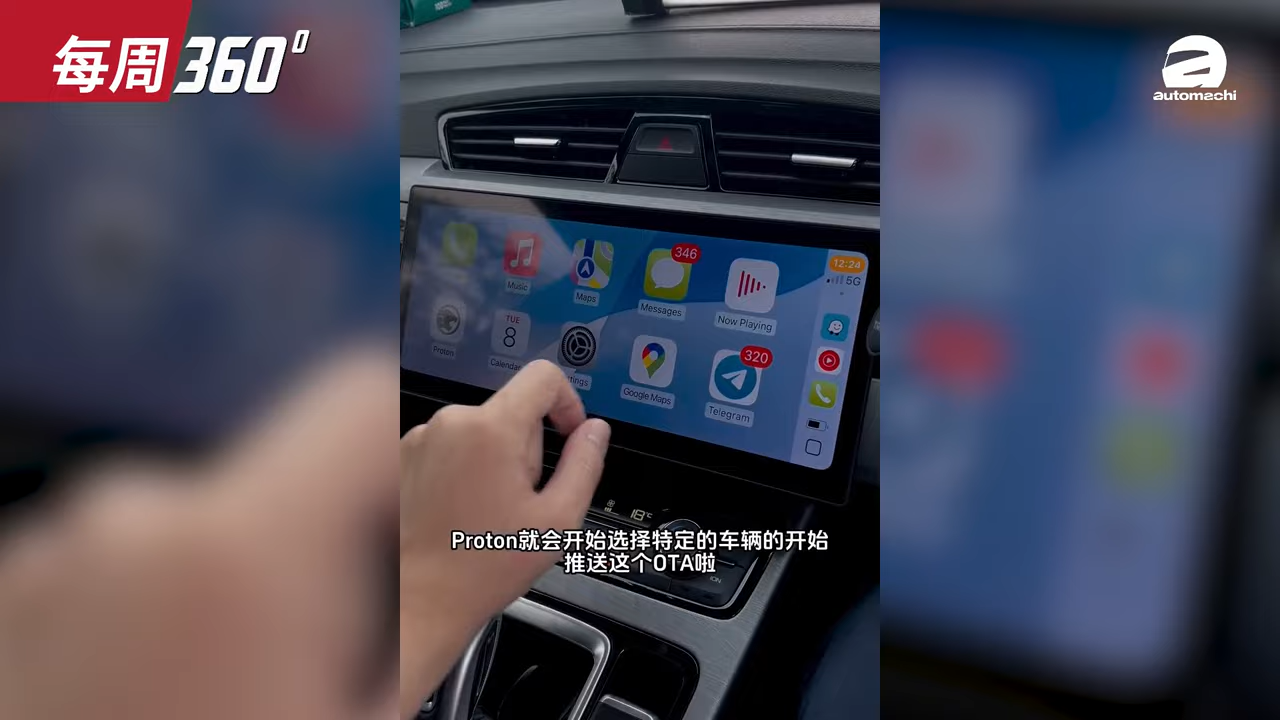 每周360°
automachi
12:24
5G
346
Music
Maps
Messages
Now Playing
TUE
8
320
Proton
Calendar
Google Maps
Telegram
18°C
Proton就会开始选择特定的车辆的开始
推送这个OTA啦